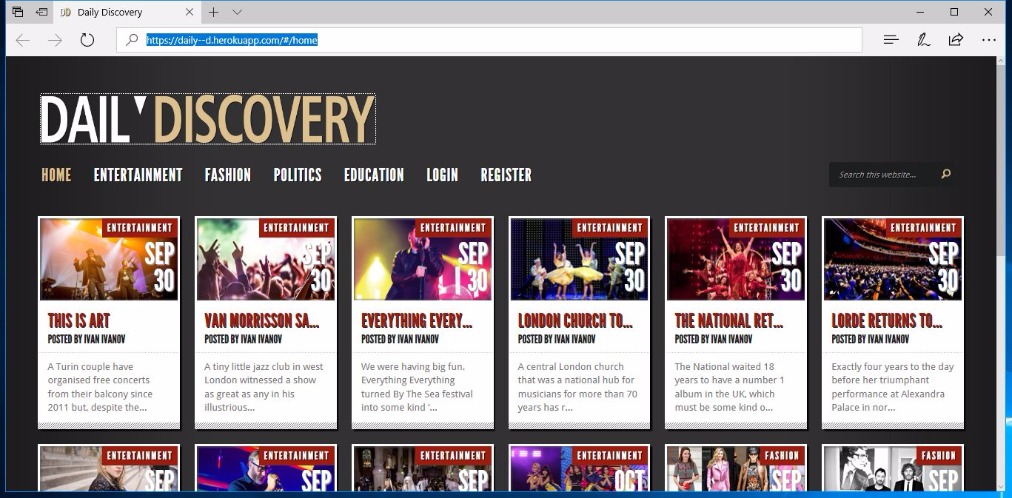 Daily Discovery
https://daily--d.herokuapp.com/#/home
DAILY DISCOVERY
HOME ENTERTAINMENT FASHION POLITICS EDUCATION LOGIN REGISTER
Search this website...
ENTERTAINMENT
SEP
30
THIS IS ART
POSTED BY IVAN IVANOV
A Turin couple have
organised free concerts
from their balcony since
2011 but, despite the...
ENTERTAINMENT
SEP
30
VAN MORRISSON SA...
POSTED BY IVAN IVANOV
A tiny little jazz club in west
London witnessed a show
as great as any in his
illustrious...
ENTERTAINMENT
SEP
30
EVERYTHING EVERY...
POSTED BY IVAN IVANOV
We were having big fun.
Everything Everything
turned By The Sea festival
into some kind '...
ENTERTAINMENT
SEP
30
LONDON CHURCH TO...
POSTED BY IVAN IVANOV
A central London church
that was a national hub for
musicians for more than 70
years has r...
ENTERTAINMENT
SEP
30
THE NATIONAL RET...
POSTED BY IVAN IVANOV
The National waited 18
years to have a number 1
album in the UK, which
must be some kind o...
ENTERTAINMENT
SEP
30
LORDE RETURNS TO...
POSTED BY IVAN IVANOV
Exactly four years to the day
before her triumphant
performance at Alexandra
Palace in nor...
ENTERTAINMENT
SEP
ENTERTAINMENT
SEP
ENTERTAINMENT
SEP
ENTERTAINMENT
OCT
FASHION
SEP
FASHION
SEP